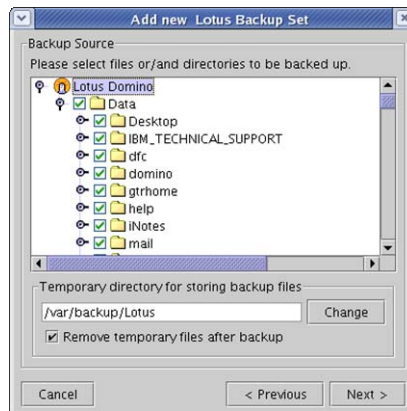 Add new Lotus Backup Set
Backup Source
Please select files or/and directories to be backed up.
Lotus Domino
Data
Desktop
IBM_TECHNICAL_SUPPORT
dfc
domino
gtrhome
help
iNotes
mail
Temporary directory for storing backup files
/var/backup/Lotus
Change
Remove temporary files after backup
Cancel
< Previous
Next >